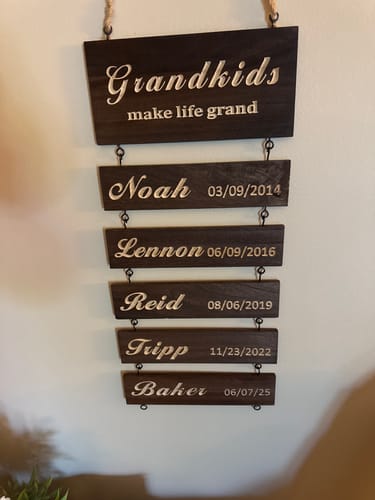 Grandkids
make life grand
Noah 03/09/2014
Lennon 06/09/2016
Reid 08/06/2019
Tripp 11/23/2022
Baker 06/07/25